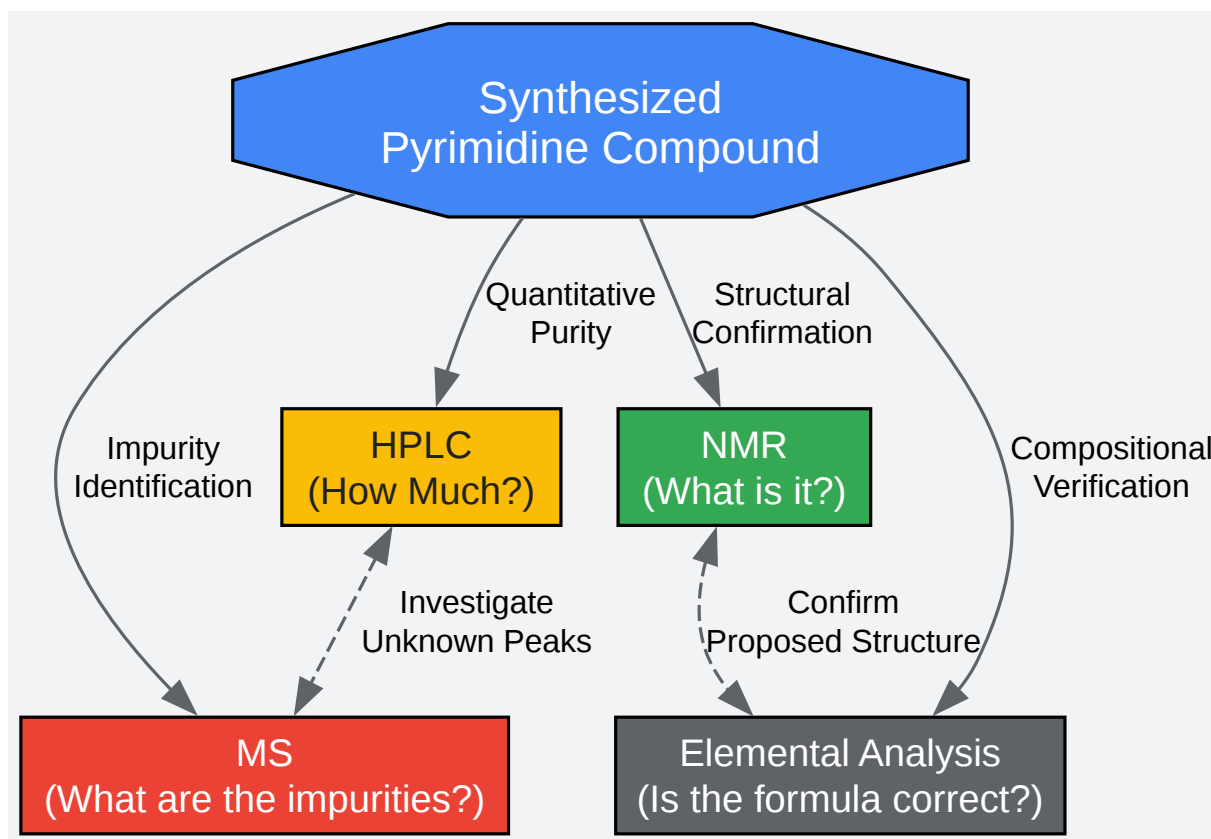 Synthesized
Pyrimidine Compound
Quantitative
Purity
Structural
Confirmation
HPLC
(How Much?)
NMR
(What is it?)
Impurity
Identification
Compositional
Verification
Investigate
Unknown Peaks
Confirm
Proposed Structure
MS
(What are the impurities?)
Elemental Analysis
(Is the formula correct?)